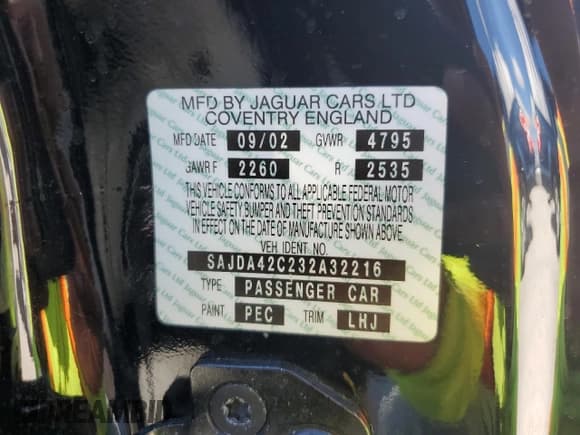 MFD BY JAGUAR CARS LTD
COVENTRY ENGLAND
MFD DATE 09/02 GVWR 4795
GAWR F 2260 R 2535
THIS VEHICLE CONFORMS TO ALL APPLICABLE FEDERAL MOTOR
VEHICLE SAFETY BUMPER AND THEFT PREVENTION STANDARDS
IN EFFECT ON THE DATE OF MANUFACTURE SHOWN ABOVE.
VEH. IDENT NO.
SAJDA42C232A32216
TYPE PASSENGER CAR
PAINT PEC TRIM LHJ